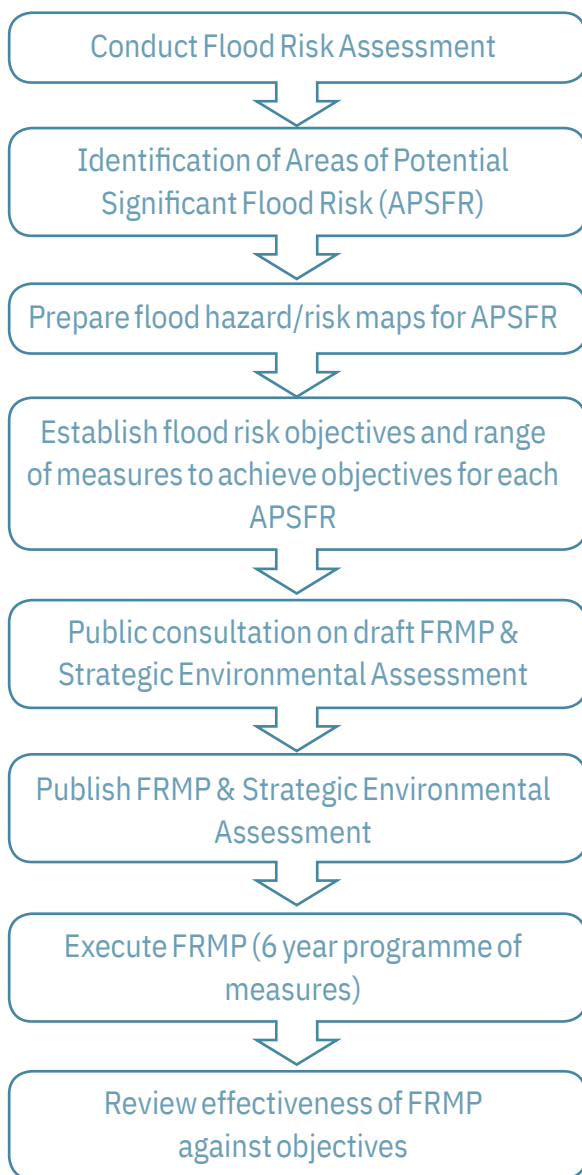 Conduct Flood Risk Assessment
Identification of Areas of Potential
Significant Flood Risk (APSFR)
Prepare flood hazard/risk maps for APSFR
Establish flood risk objectives and range
of measures to achieve objectives for each
APSFR
Public consultation on draft FRMP &
Strategic Environmental Assessment
Publish FRMP & Strategic Environmental
Assessment
Execute FRMP (6 year programme of
measures)
Review effectiveness of FRMP
against objectives